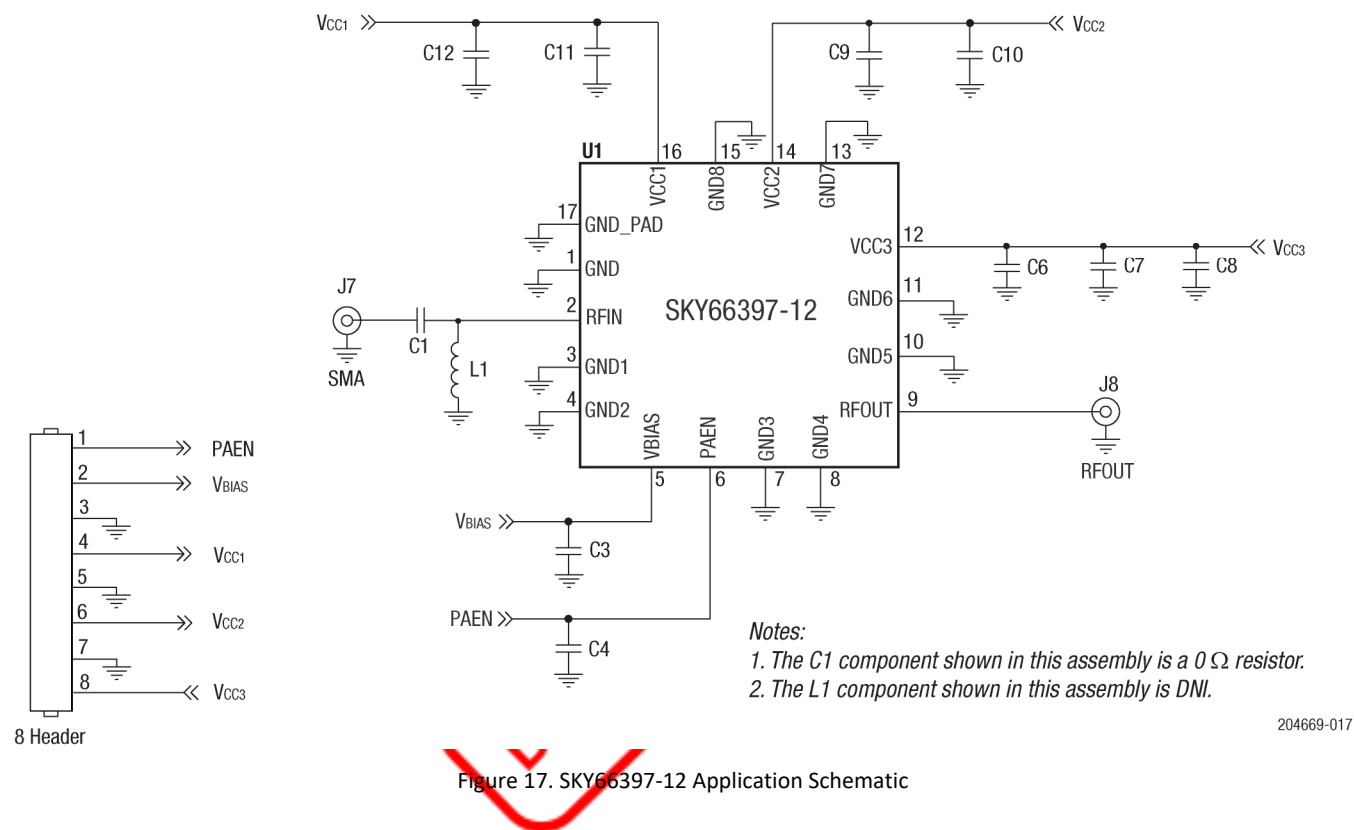 VCC1
VCC2
C12
C11
C9
C10
U1
16
15
14
13
VCC1
GND8
VCC2
GND7
17
GND_PAD
VCC3
12
VCC3
1
GND
C6
C7
C8
J7
2
RFIN
SKY66397-12
GND6
11
C1
L1
SMA
3
GND1
GND5
10
4
GND2
RFOUT
9
J8
RFOUT
VBIAS
PAEN
GND3
GND4
5
6
7
8
VBIAS
C3
PAEN
C4
1
PAEN
2
VBIAS
3
4
VCC1
5
6
VCC2
7
8
VCC3
8 Header
Notes:
1. The C1 component shown in this assembly is a 0 Ω resistor.
2. The L1 component shown in this assembly is DNI.
204669-017
Figure 17. SKY66397-12 Application Schematic